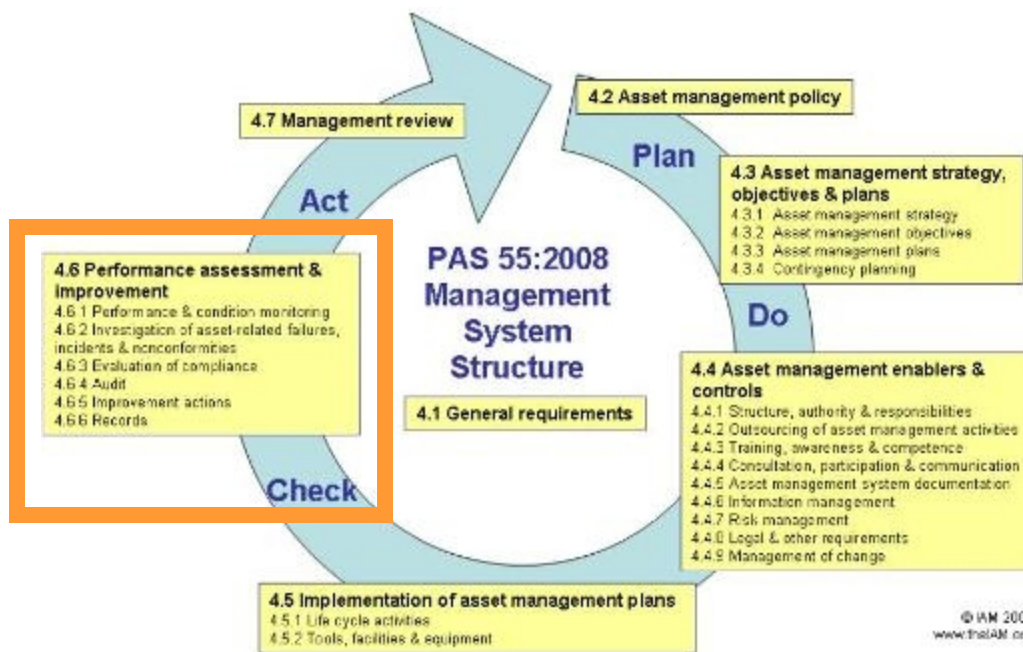 4.7 Management review
4.2 Asset management policy
Plan
4.3 Asset management strategy,
objectives & plans
4.3.1 Asset management strategy
4.3.2 Asset management objectives
4.3.3 Asset management plans
4.3.4 Contingency planning
Act
4.6 Performance assessment &
improvement
4.6.1 Performance & condition monitoring
4.6.2 Investigation of asset-related failures,
incidents & nonconformities
4.6.3 Evaluation of compliance
4.6.4 Audit
4.6.5 Improvement actions
4.6.6 Records
PAS 55:2008
Management
System
Structure
4.1 General requirements
Do
4.4 Asset management enablers &
controls
4.4.1 Structure, authority & responsibilities
4.4.2 Outsourcing of asset management activities
4.4.3 Training, awareness & competence
4.4.4 Consultation, participation & communication
4.4.5 Asset management system documentation
4.4.6 Information management
4.4.7 Risk management
4.4.8 Legal & other requirements
4.4.9 Management of change
Check
4.5 Implementation of asset management plans
4.5.1 Life cycle activities
4.5.2 Tools, facilities & equipment
© IAM 200
www.theIAM.o